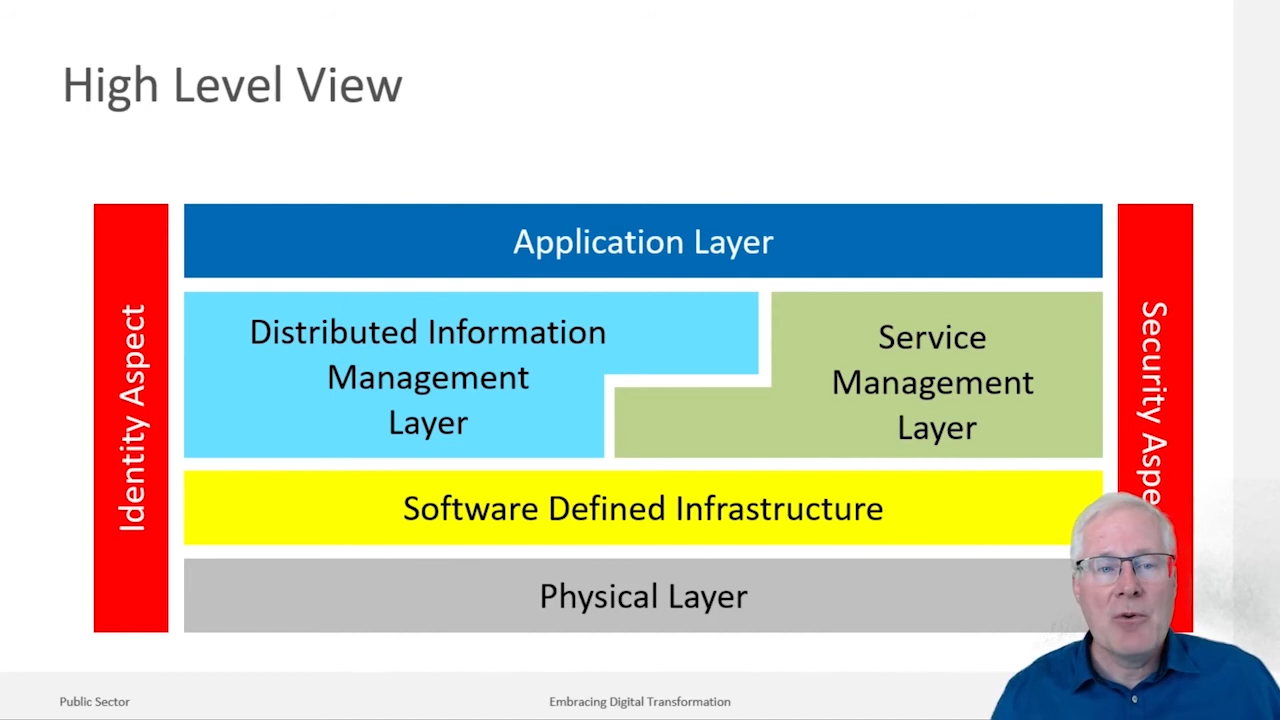 High Level View
Application Layer
Identity Aspect
Distributed Information
Management
Layer
Service
Management
Layer
Security
Software Defined Infrastructure
Physical Layer
Public Sector
Embracing Digital Transformation